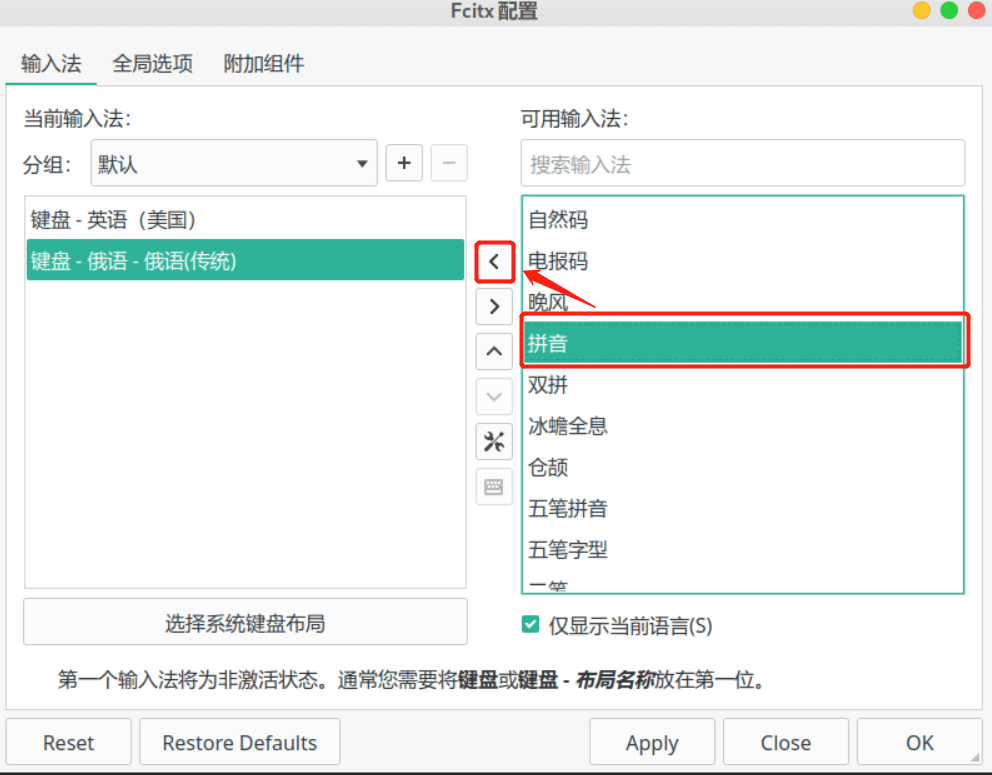 Fcitx 配置
输入法 全局选项 附加组件
当前输入法：
可用输入法：
分组： 默认
搜索输入法
键盘 - 英语（美国）
键盘 - 俄语 - 俄语(传统)
自然码
电报码
晚风
拼音
双拼
冰蟾全息
仓颉
五笔拼音
五笔字型
二笔
选择系统键盘布局
仅显示当前语言(S)
第一个输入法将为非激活状态。通常您需要将键盘或键盘 - 布局名称放在第一位。
Reset Restore Defaults Apply Close OK